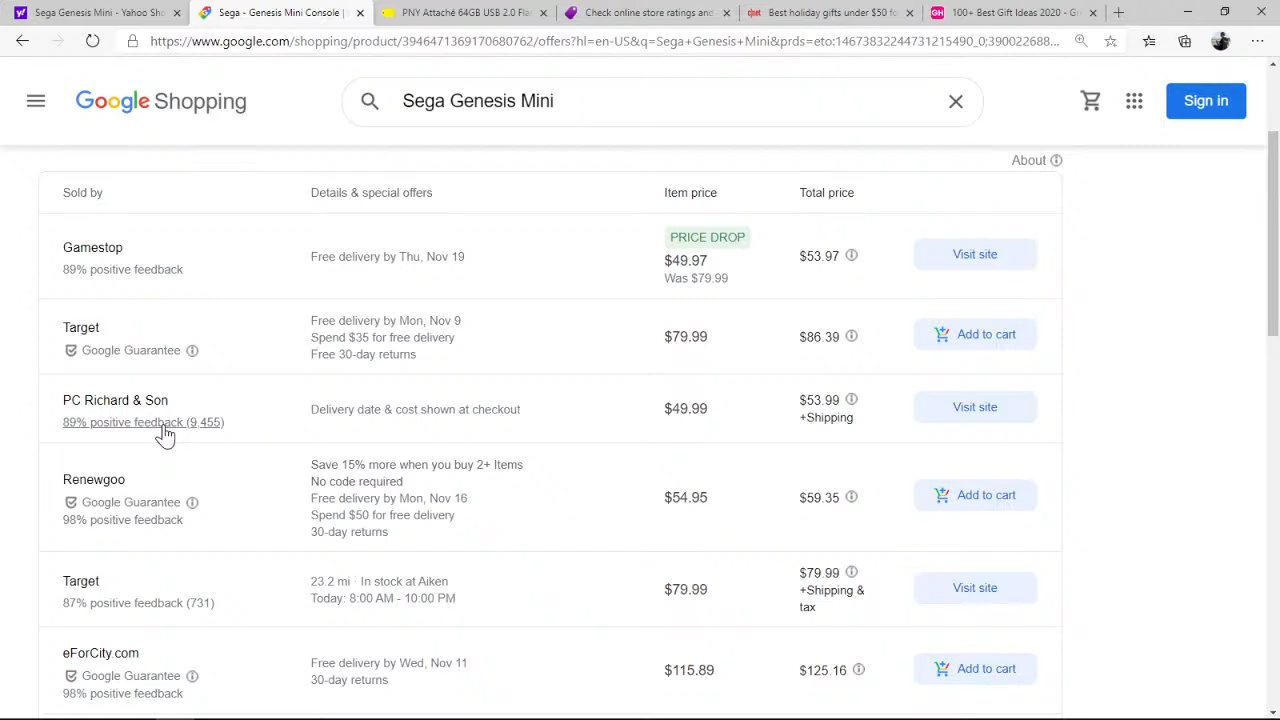 Sega Genesis Mini - Yahoo Sho
Sega - Genesis Mini Console |
PNY Attaché 64GB USB 2.0 Flas
Check online store ratings and
Best holiday gifts under $50: J
100+ Best Gift Ideas 2020 - Gr
https://www.google.com/shopping/product/3946471369170680762/offers?hl=en-US&q=Sega+Genesis+Mini&prds=eto:14673832244731215490_0;390022688...
Google Shopping
Sega Genesis Mini
Sign in
About
Sold by
Details & special offers
Item price
Total price
Gamestop
89% positive feedback
Free delivery by Thu, Nov 19
PRICE DROP
$49.97
Was $79.99
$53.97
Visit site
Target
Google Guarantee
Free delivery by Mon, Nov 9
Spend $35 for free delivery
Free 30-day returns
$79.99
$86.39
Add to cart
PC Richard & Son
89% positive feedback (9,455)
Delivery date & cost shown at checkout
$49.99
$53.99
+Shipping
Visit site
Renewgoo
Google Guarantee
98% positive feedback
Save 15% more when you buy 2+ Items
No code required
Free delivery by Mon, Nov 16
Spend $50 for free delivery
30-day returns
$54.95
$59.35
Add to cart
Target
87% positive feedback (731)
23.2 mi · In stock at Aiken
Today: 8:00 AM - 10:00 PM
$79.99
$79.99
+Shipping &
tax
Visit site
eForCity.com
Google Guarantee
98% positive feedback
Free delivery by Wed, Nov 11
30-day returns
$115.89
$125.16
Add to cart